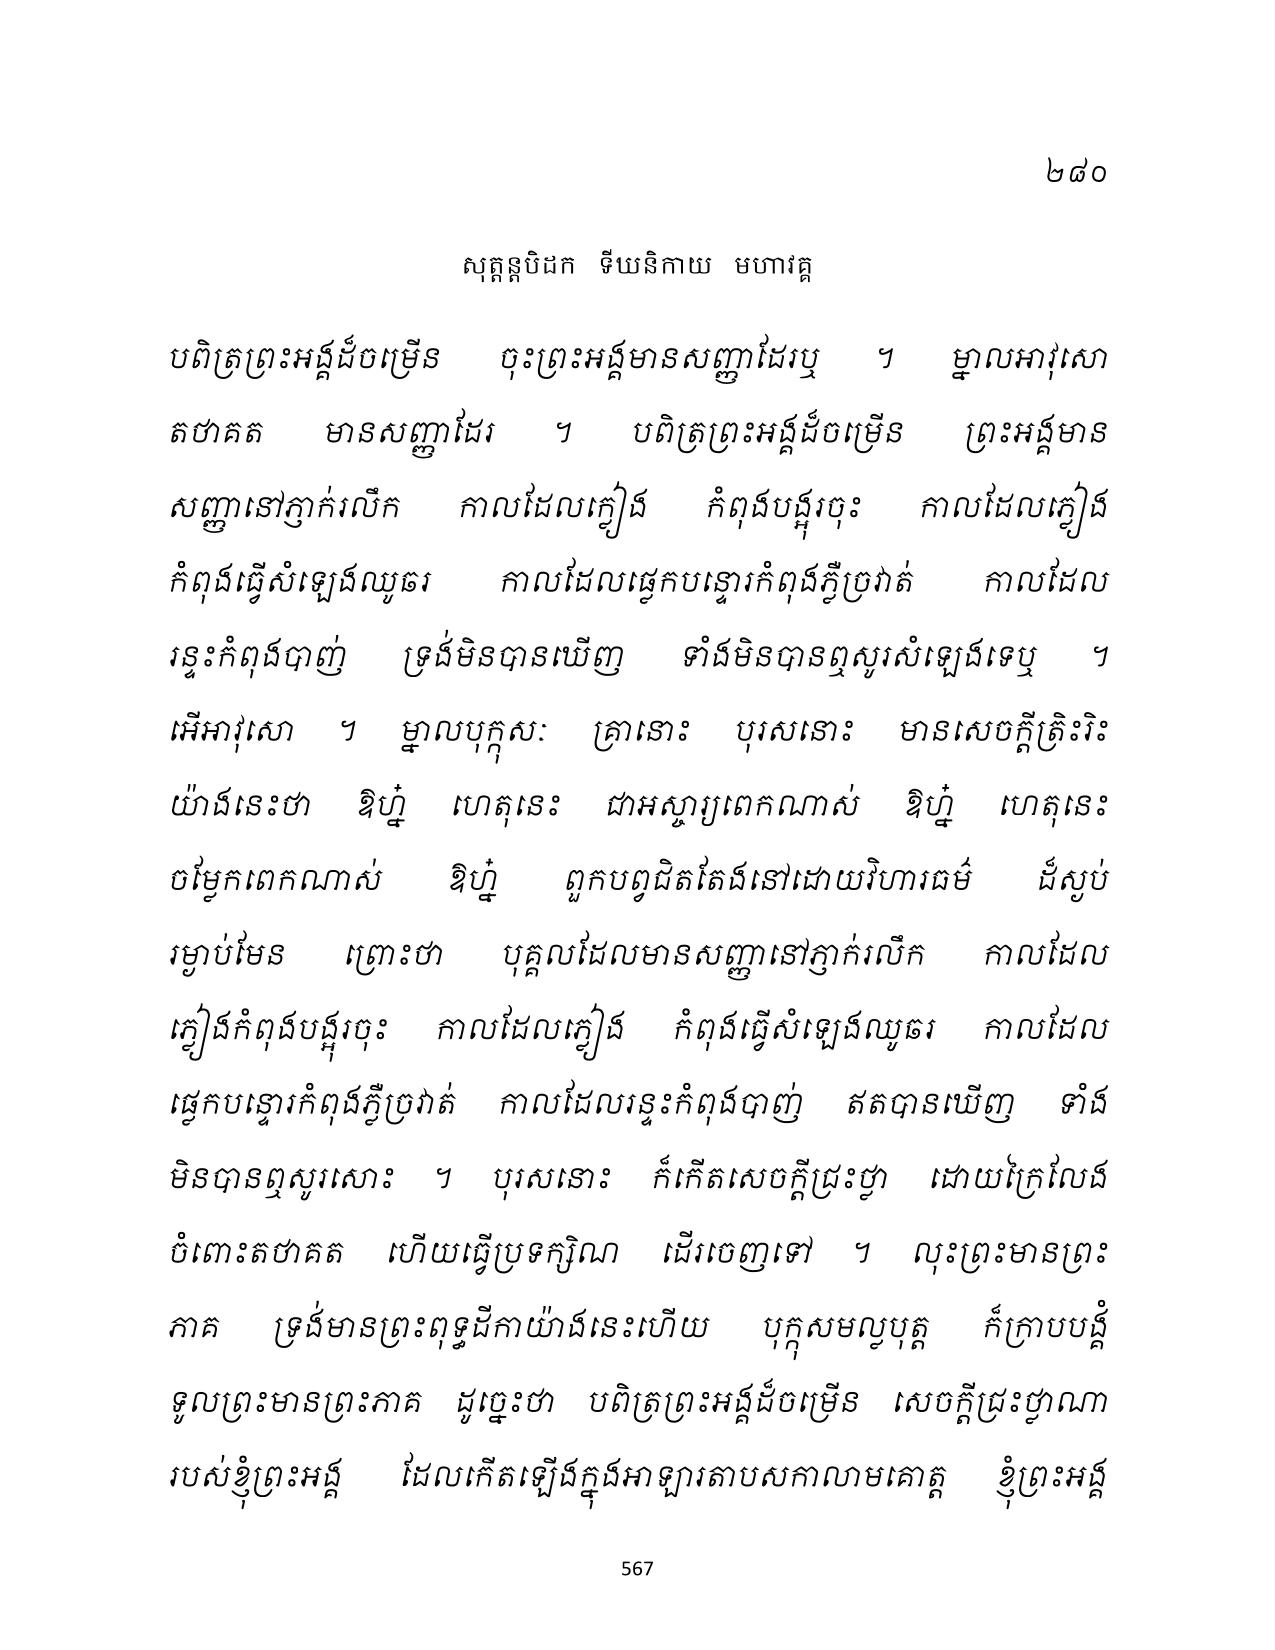 ២៨០
សុត្តន្តបិដក ទីឃនិកាយ មហាវគ្គ
បពិត្រព្រះអង្គដ៏ចម្រើន ចុះព្រះអង្គមានសញ្ញាដែរឬ ។ ម្នាលអាវុសោ
តថាគត មានសញ្ញាដែរ ។ បពិត្រព្រះអង្គដ៏ចម្រើន ព្រះអង្គមាន
សញ្ញានៅភ្ញាក់រលឹក កាលដែលភ្លៀង កំពុងបង្អុរចុះ កាលដែលភ្លៀង
កំពុងធ្វើសំឡេងឈូឆរ កាលដែលផ្លេកបន្ទោរកំពុងភ្លឺច្រវាត់ កាលដែល
រន្ទះកំពុងបាញ់ ទ្រង់មិនបានឃើញ ទាំងមិនបានឮសូរសំឡេងទេឬ ។
អើអាវុសោ ។ ម្នាលបុក្កុសៈ គ្រានោះ បុរសនោះ មានសេចក្តីត្រិះរិះ
យ៉ាងនេះថា ឱហ្ន៎ ហេតុនេះ ជាអស្ចារ្យពេកណាស់ ឱហ្ន៎ ហេតុនេះ
ចម្លែកពេកណាស់ ឱហ្ន៎ ពួកបព្វជិតតែងនៅដោយវិហារធម៌ ដ៏ស្ងប់
រម្ងាប់មែន ព្រោះថា បុគ្គលដែលមានសញ្ញានៅភ្ញាក់រលឹក កាលដែល
ភ្លៀងកំពុងបង្អុរចុះ កាលដែលភ្លៀង កំពុងធ្វើសំឡេងឈូឆរ កាលដែល
ផ្លេកបន្ទោរកំពុងភ្លឺច្រវាត់ កាលដែលរន្ទះកំពុងបាញ់ ឥតបានឃើញ ទាំង
មិនបានឮសូរសោះ ។ បុរសនោះ ក៏កើតសេចក្តីជ្រះថ្លា ដោយក្រៃលែង
ចំពោះតថាគត ហើយធ្វើប្រទក្សិណ ដើរចេញទៅ ។ លុះព្រះមានព្រះ
ភាគ ទ្រង់មានព្រះពុទ្ធដីកាយ៉ាងនេះហើយ បុក្កុសមល្លបុត្ត ក៏ក្រាបបង្គំ
ទូលព្រះមានព្រះភាគ ដូច្នេះថា បពិត្រព្រះអង្គដ៏ចម្រើន សេចក្តីជ្រះថ្លាណា
របស់ខ្ញុំព្រះអង្គ ដែលកើតឡើងក្នុងអាឡារតាបសកាលាមគោត្ត ខ្ញុំព្រះអង្គ
567